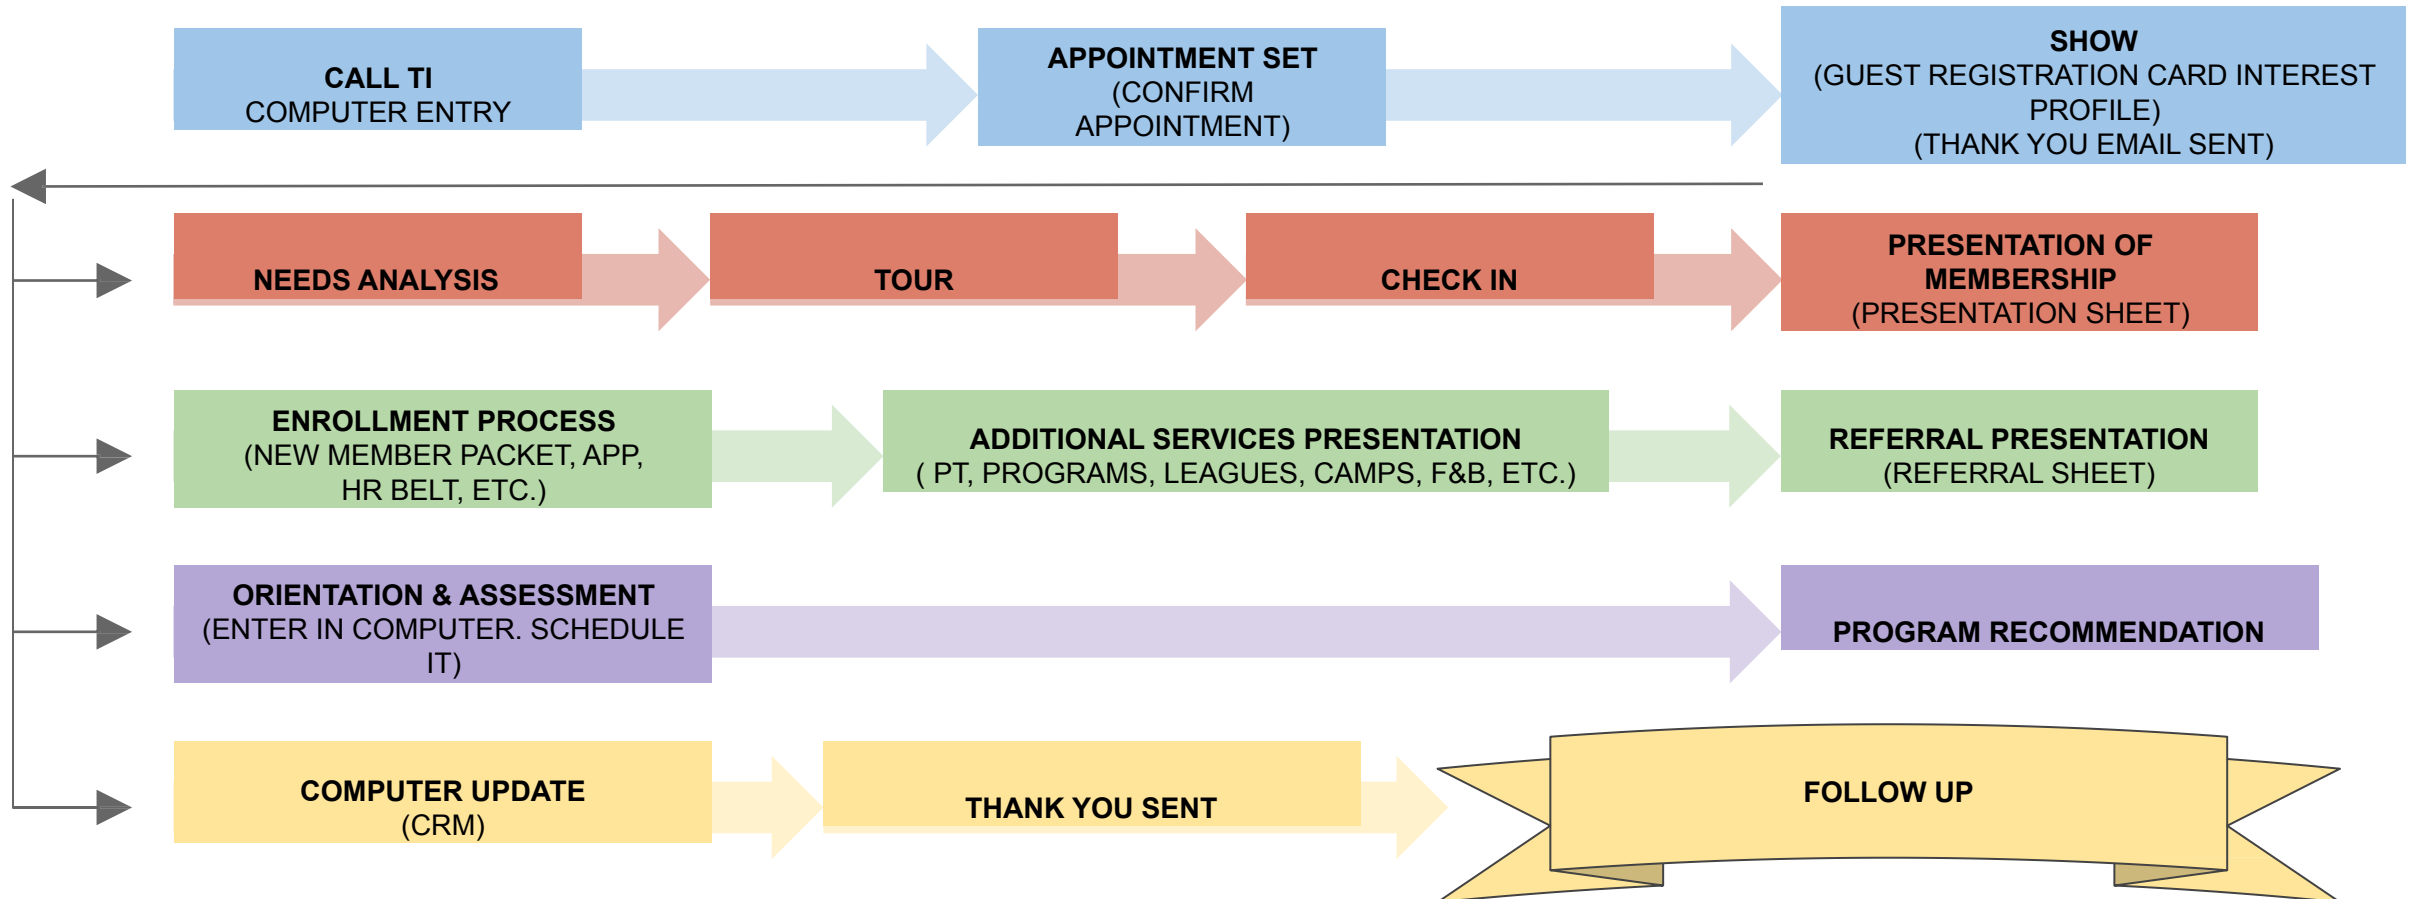 CALL TI
COMPUTER ENTRY
APPOINTMENT SET
(CONFIRM
APPOINTMENT)
SHOW
(GUEST REGISTRATION CARD INTEREST
PROFILE)
(THANK YOU EMAIL SENT)
NEEDS ANALYSIS
TOUR
CHECK IN
PRESENTATION OF
MEMBERSHIP
(PRESENTATION SHEET)
ENROLLMENT PROCESS
(NEW MEMBER PACKET, APP,
HR BELT, ETC.)
ADDITIONAL SERVICES PRESENTATION
( PT, PROGRAMS, LEAGUES, CAMPS, F&B, ETC.)
REFERRAL PRESENTATION
(REFERRAL SHEET)
ORIENTATION & ASSESSMENT
(ENTER IN COMPUTER. SCHEDULE
IT)
PROGRAM RECOMMENDATION
COMPUTER UPDATE
(CRM)
THANK YOU SENT
FOLLOW UP